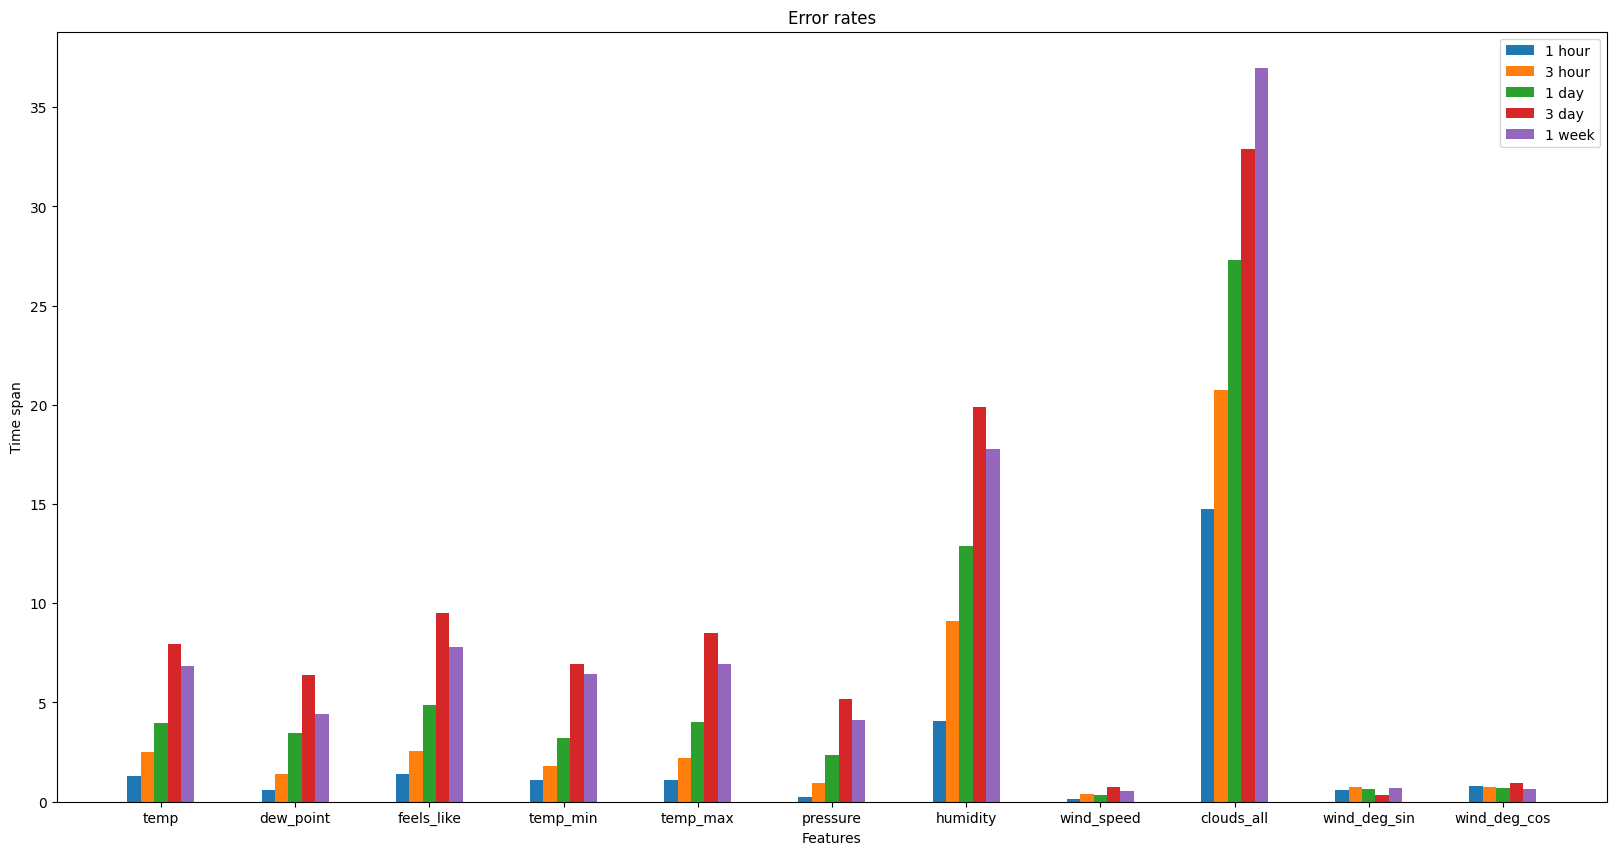 Error rates
1 hour
3 hour
1 day
3 day
1 week
35
30
25
20
15
10
5
0
Time span
temp dew_point feels_like temp_min temp_max pressure humidity wind_speed clouds_all wind_deg_sin wind_deg_cos
Features